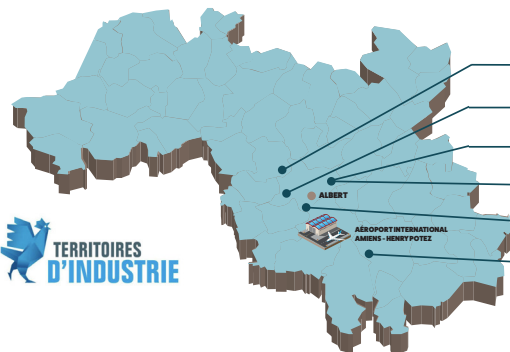 ALBERT
AÉROPORT INTERNATIONAL
AMIENS - HENRY POTEZ
TERRITOIRES
D'INDUSTRIE